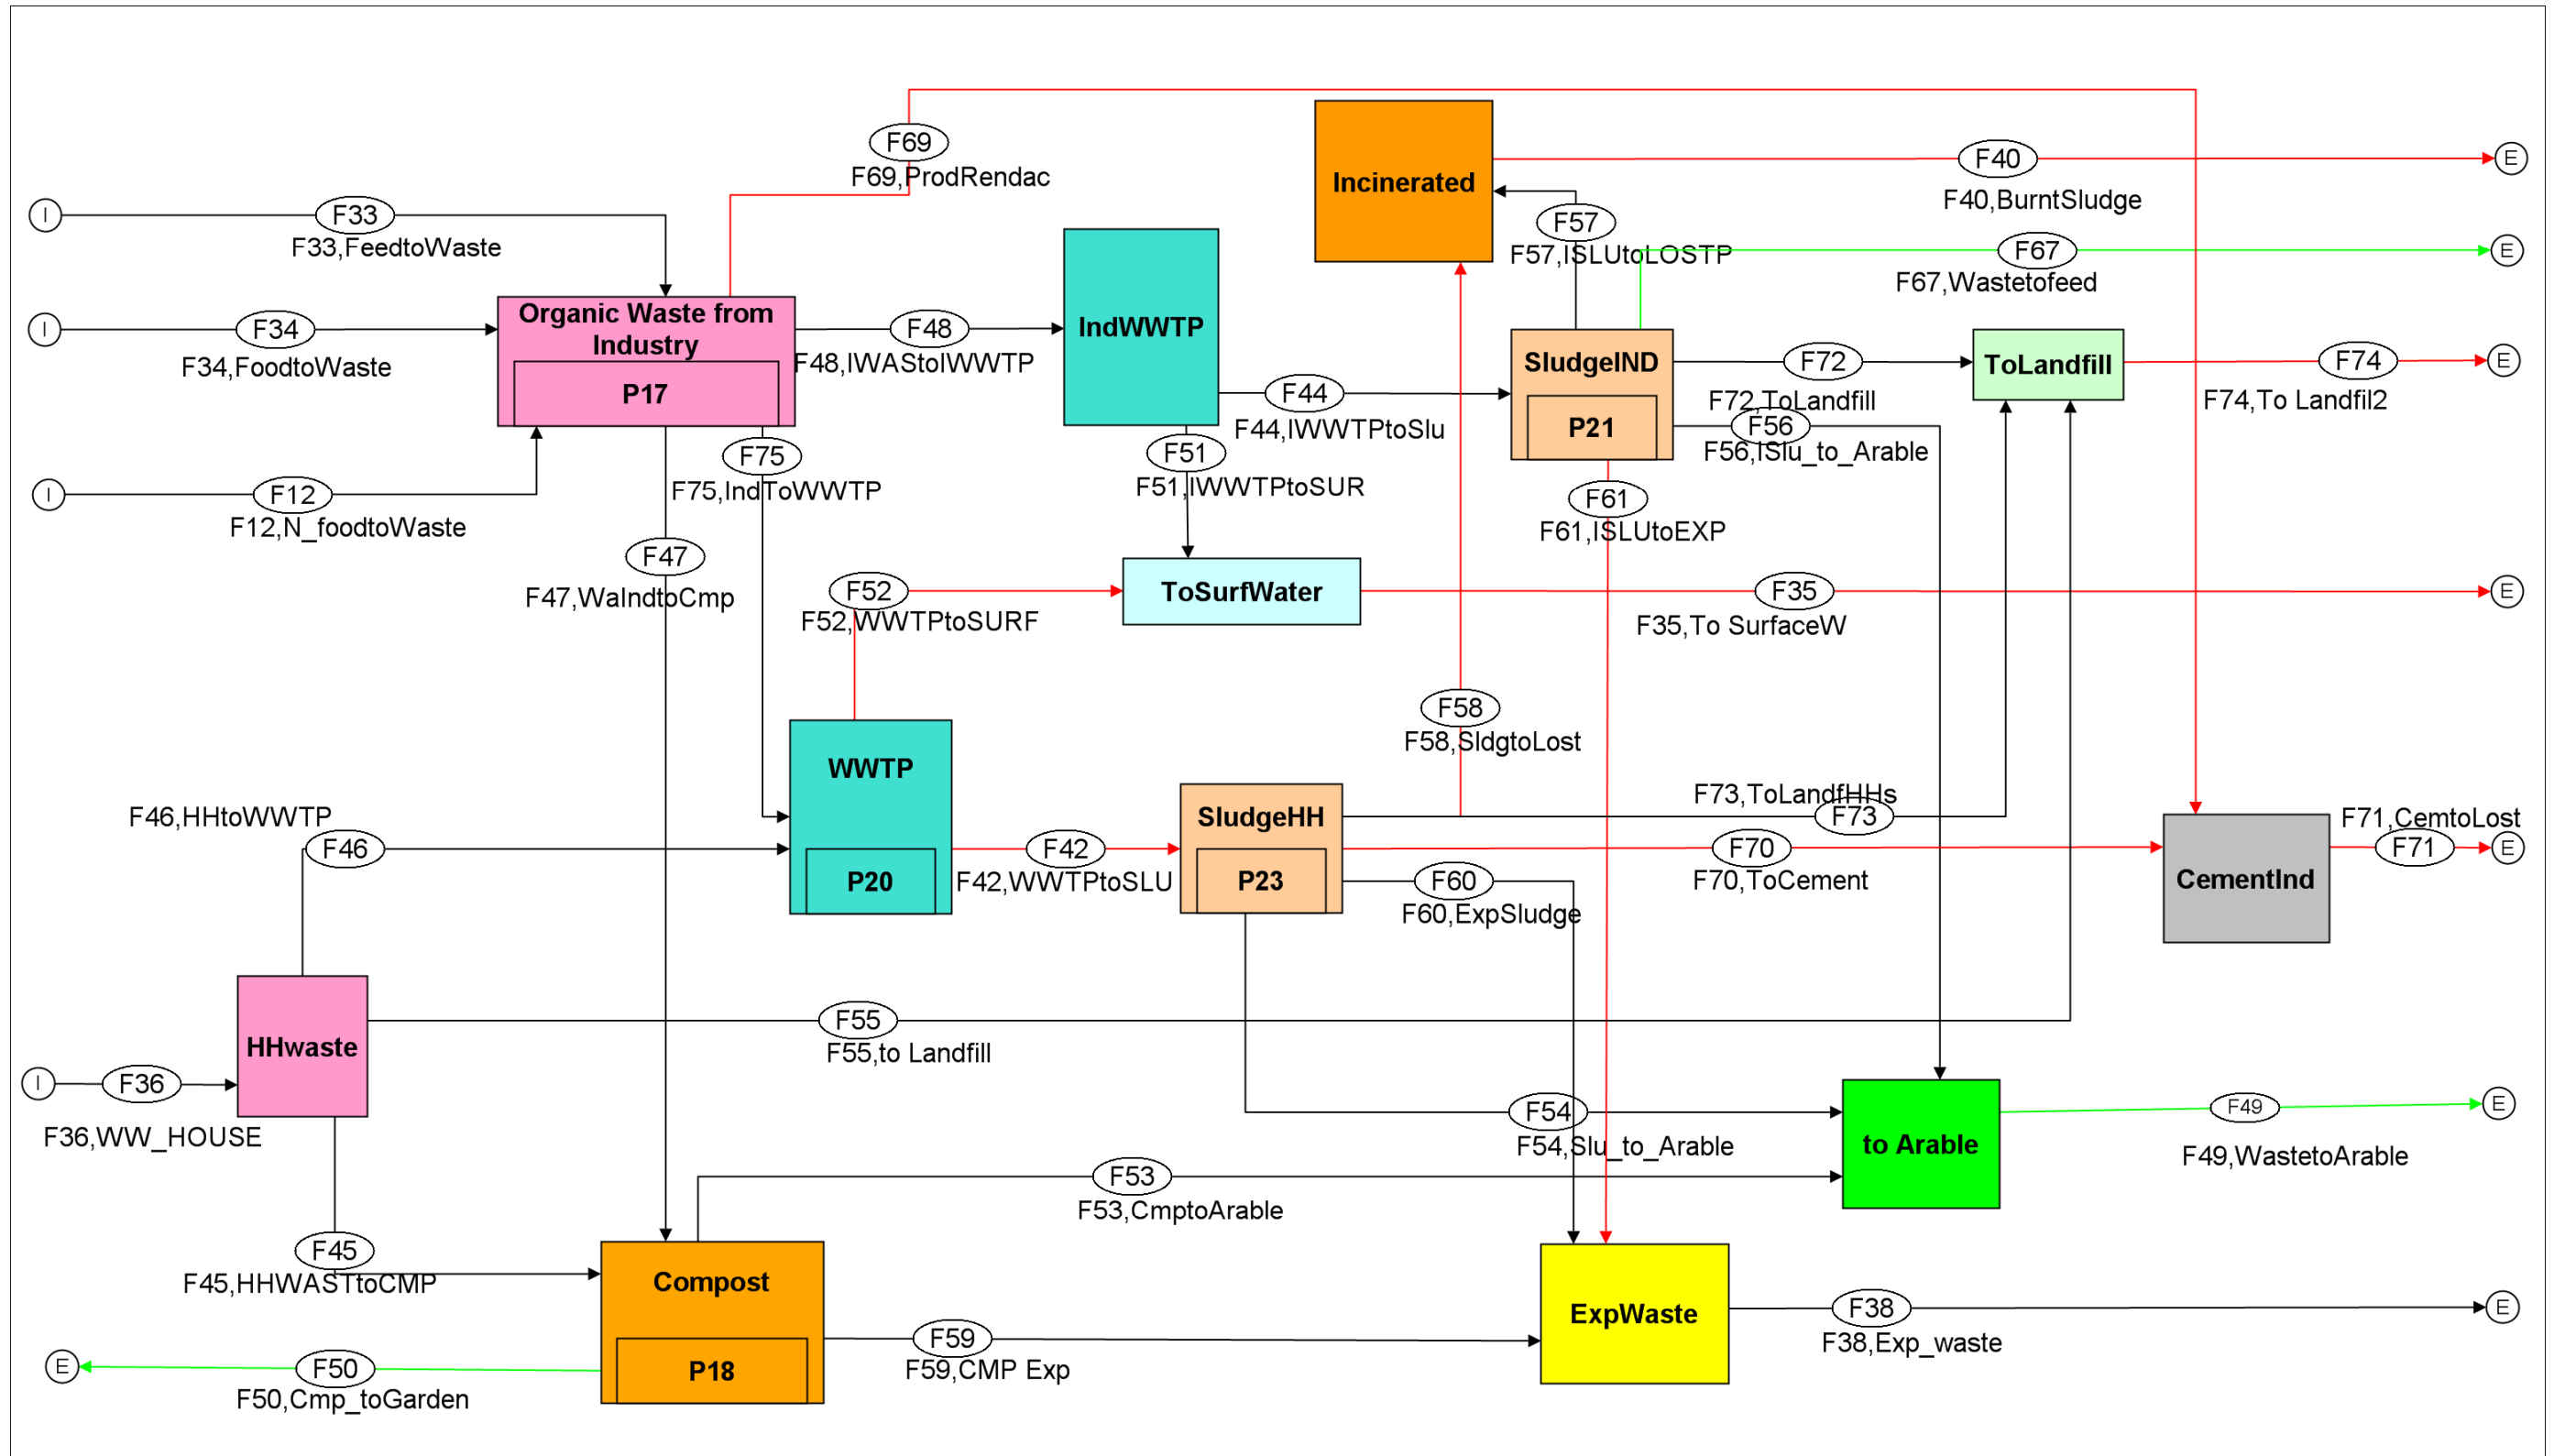 F69
F69,ProdRendac
Incinerated
F40
E
F40,BurntSludge
I
F33
F33,FeedtoWaste
F57
F57,ISLUtoLOSTP
F67
E
F67,Wastetofeed
I
F34
F34,FoodtoWaste
Organic Waste from
Industry
P17
F48
F48,IWAStoIWWTP
IndWWTP
F44
F44,IWWTPtoSlu
SludgeIND
P21
F72
F72,ToLandfill
F56
F56,ISlu_to_Arable
ToLandfill
F74
E
F74,To Landfil2
I
F12
F12,N_foodtoWaste
F75
F75,IndToWWTP
F51
F51,IWWTPtoSUR
F61
F61,ISLUtoEXP
F47
F47,WaIndtoCmp
F52
F52,WWTPtoSURF
ToSurfWater
F35
E
F35,To SurfaceW
F58
F58,SldgtoLost
F46,HHtoWWTP
F46
WWTP
P20
F42
F42,WWTPtoSLU
SludgeHH
P23
F73,ToLandfHHs
F73
F70
F70,ToCement
F60
F60,ExpSludge
CementInd
F71,CemtoLost
F71
E
HHwaste
F55
F55,to Landfill
I
F36
F36,WW_HOUSE
F54
F54,Slu_to_Arable
to Arable
F49
E
F49,WastetoArable
F53
F53,CmptoArable
F45
F45,HHWASTtoCMP
Compost
P18
F59
F59,CMP Exp
ExpWaste
F38
E
F38,Exp_waste
E
F50
F50,Cmp_toGarden